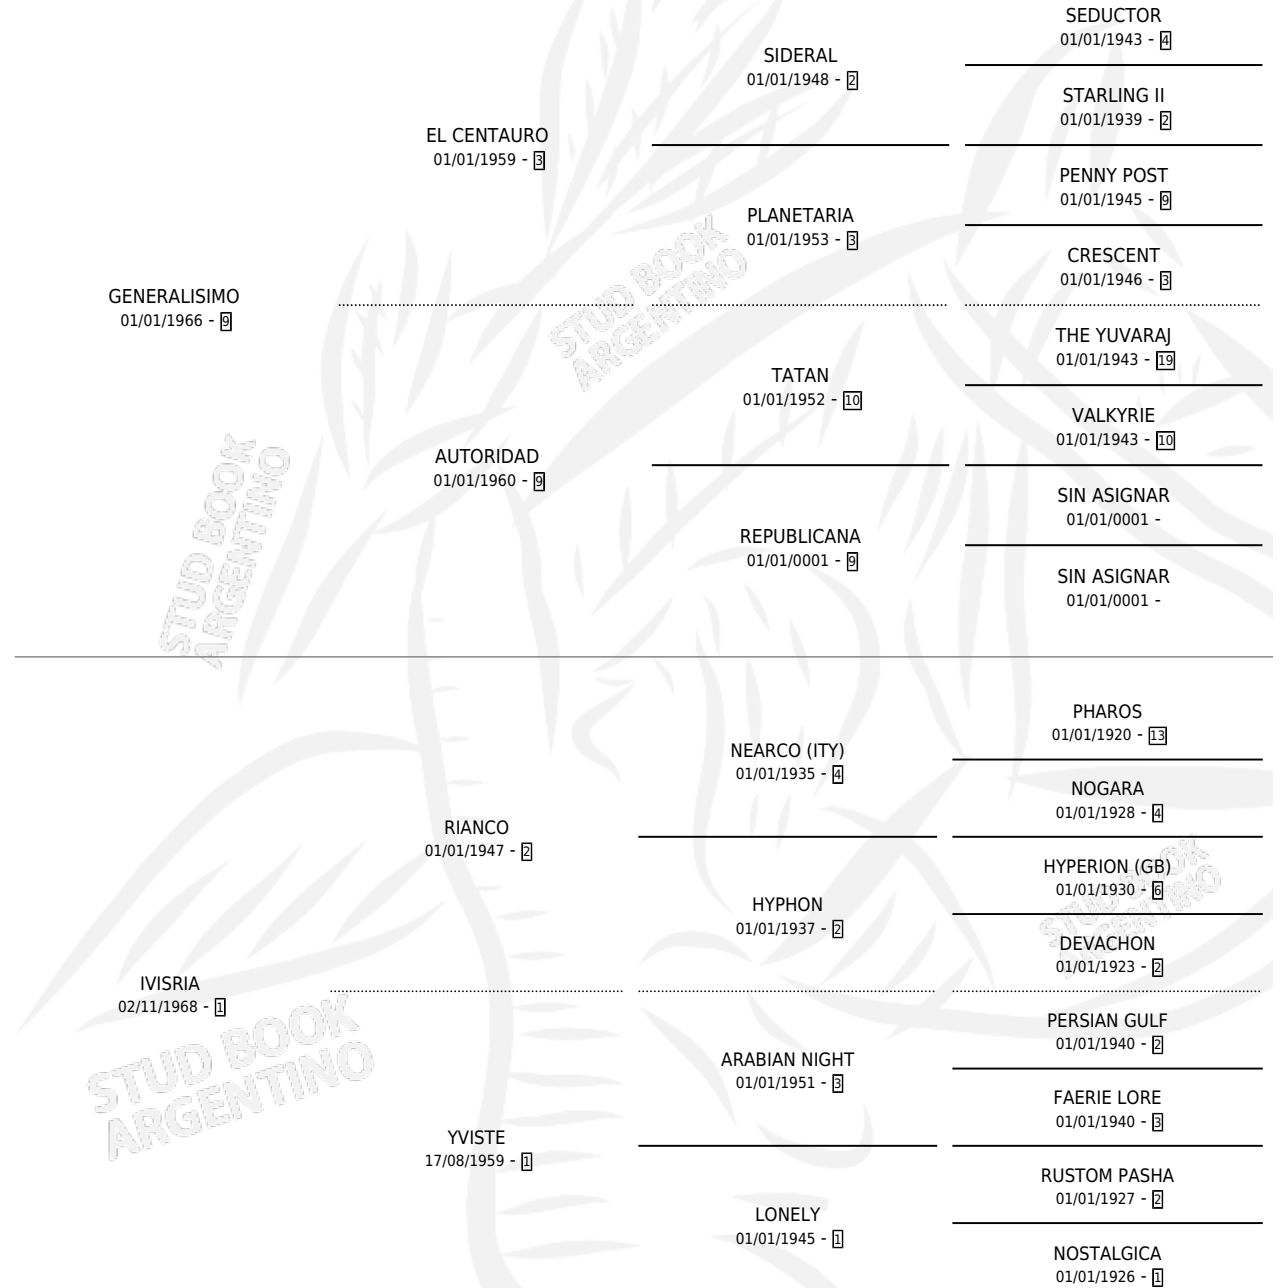 SEDUCTOR
01/01/1943 - 4
SIDERAL
01/01/1948 - 2
STARLING II
01/01/1939 - 2
EL CENTAURO
01/01/1959 - 3
PENNY POST
01/01/1945 - 9
PLANETARIA
01/01/1953 - 3
CRESCENT
01/01/1946 - 3
GENERALISIMO
01/01/1966 - 9
STUD BOOK
ARGENTINO
THE YUVARAJ
01/01/1943 - 19
TATAN
01/01/1952 - 10
VALKYRIE
01/01/1943 - 10
AUTORIDAD
01/01/1960 - 9
SIN ASIGNAR
01/01/0001 -
REPUBLICANA
01/01/0001 - 9
SIN ASIGNAR
01/01/0001 -
STUD BOOK
ARGENTINO
PHAROS
01/01/1920 - 13
NEARCO (ITY)
01/01/1935 - 4
NOGARA
01/01/1928 - 4
RIANCO
01/01/1947 - 2
HYPERION (GB)
01/01/1930 - 6
HYPHON
01/01/1937 - 2
STUD BOOK
ARGENTINO
DEVACHON
01/01/1923 - 2
IVISRIA
02/11/1968 - 1
STUD BOOK
ARGENTINO
PERSIAN GULF
01/01/1940 - 2
ARABIAN NIGHT
01/01/1951 - 3
FAERIE LORE
01/01/1940 - 3
YVISTE
17/08/1959 - 1
RUSTOM PASHA
01/01/1927 - 2
LONELY
01/01/1945 - 1
NOSTALGICA
01/01/1926 - 1